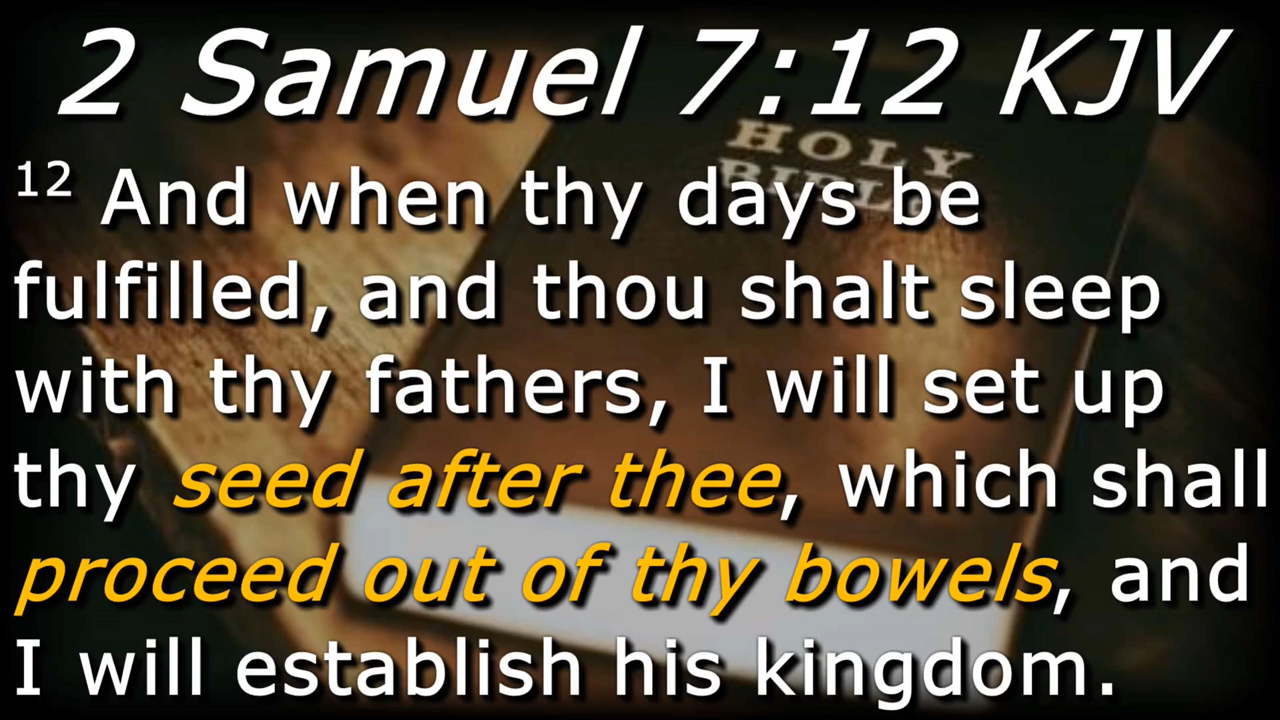 2 Samuel 7:12 KJV
HOLY
BIBLE
12 And when thy days be
fulfilled, and thou shalt sleep
with thy fathers, I will set up
thy seed after thee, which shall
proceed out of thy bowels, and
I will establish his kingdom.